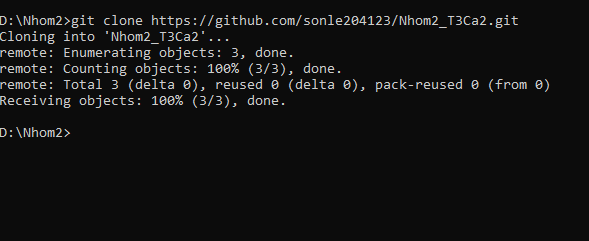 D:\Nhom2>git clone https://github.com/sonle204123/Nhom2_T3Ca2.git
Cloning into 'Nhom2_T3Ca2'...
remote: Enumerating objects: 3, done.
remote: Counting objects: 100% (3/3), done.
remote: Total 3 (delta 0), reused 0 (delta 0), pack-reused 0 (from 0)
Receiving objects: 100% (3/3), done.
D:\Nhom2>